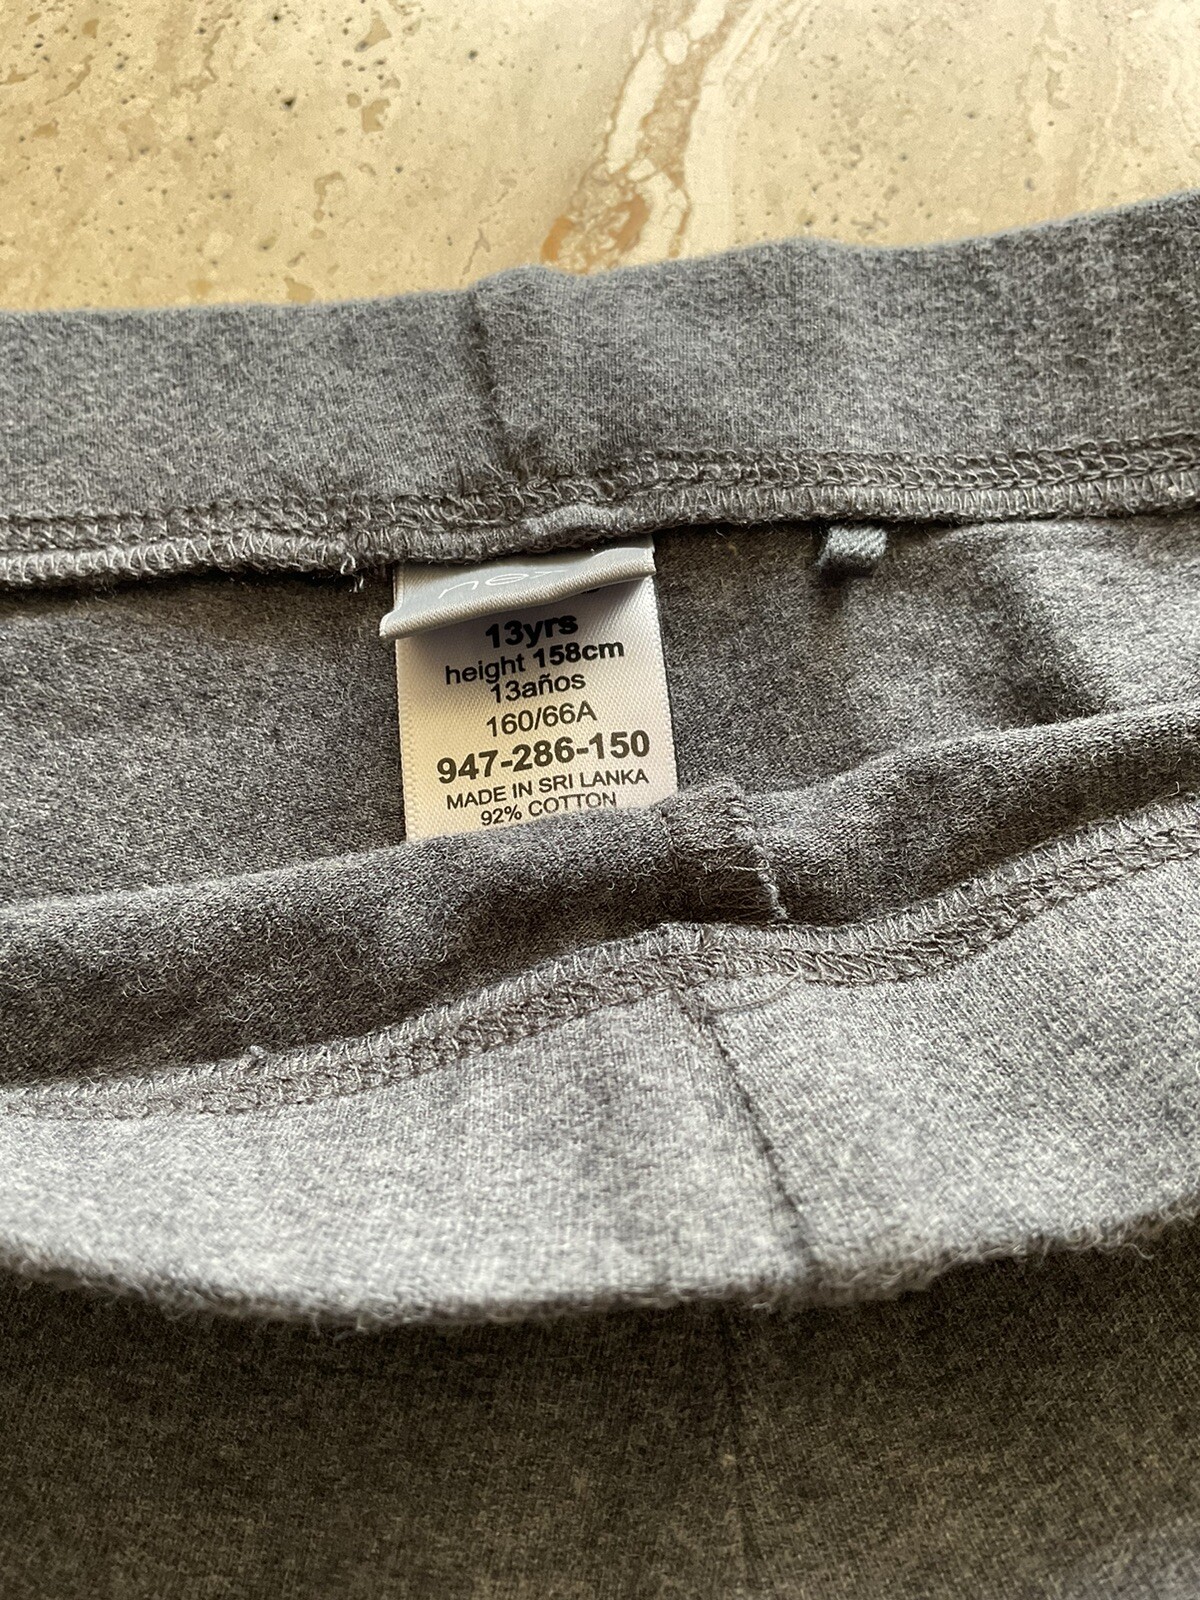 13yrs
height 158cm
13años
160/66A
947-286-150
MADE IN SRI LANKA
92% COTTON